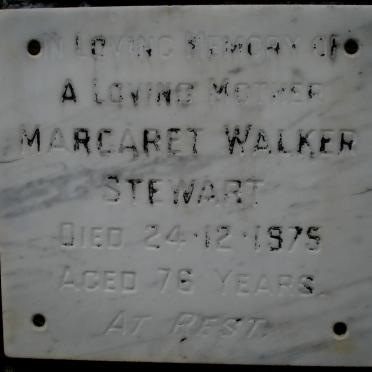 IN LOVING MEMORY OF
A LOVING MOTHER
MARGARET WALKER
STEWART
DIED 24·12·1975
AGED 76 YEARS.
AT REST.